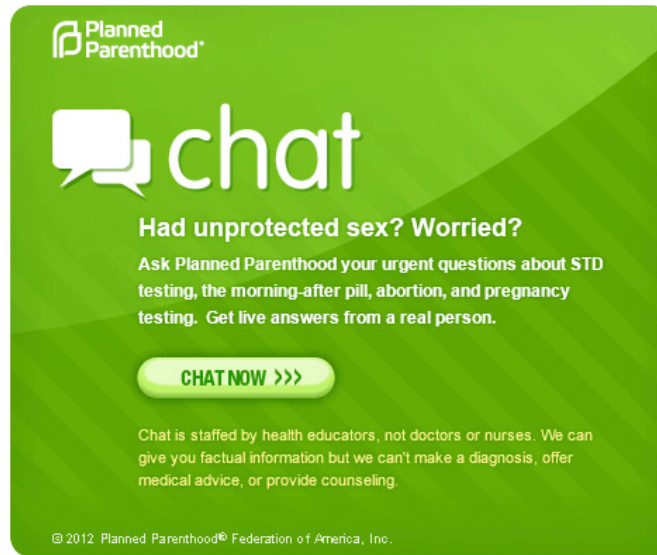 Planned
Parenthood®
chat
Had unprotected sex? Worried?
Ask Planned Parenthood your urgent questions about STD
testing, the morning-after pill, abortion, and pregnancy
testing. Get live answers from a real person.
CHAT NOW >>>
Chat is staffed by health educators, not doctors or nurses. We can
give you factual information but we can't make a diagnosis, offer
medical advice, or provide counseling.
© 2012 Planned Parenthood® Federation of America, Inc.